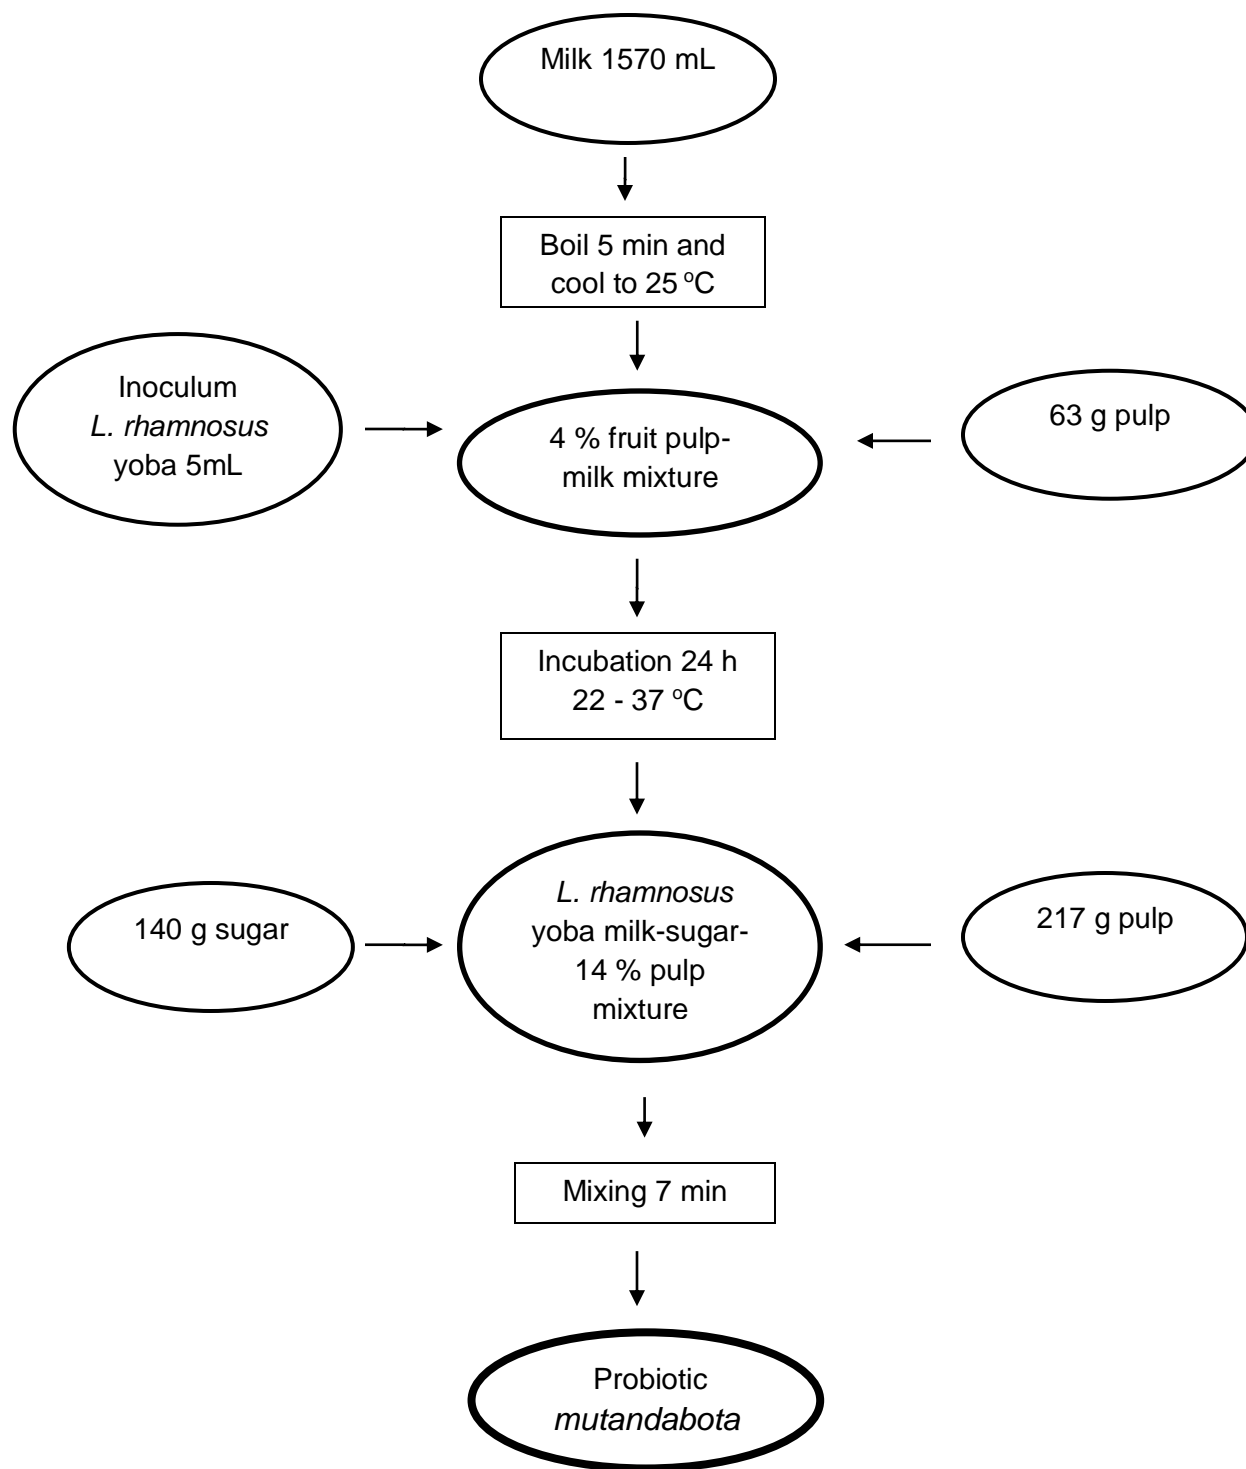 Milk 1570 mL
Boil 5 min and
cool to 25 ºC
Inoculum
L. rhamnosus
yoba 5mL
4 % fruit pulp-
milk mixture
63 g pulp
Incubation 24 h
22 - 37 ºC
140 g sugar
L. rhamnosus
yoba milk-sugar-
14 % pulp
mixture
217 g pulp
Mixing 7 min
Probiotic
mutandabota